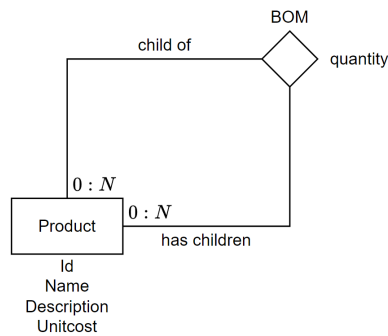 BOM
child of
quantity
0 : N
Product
0 : N
has children
Id
Name
Description
Unitcost